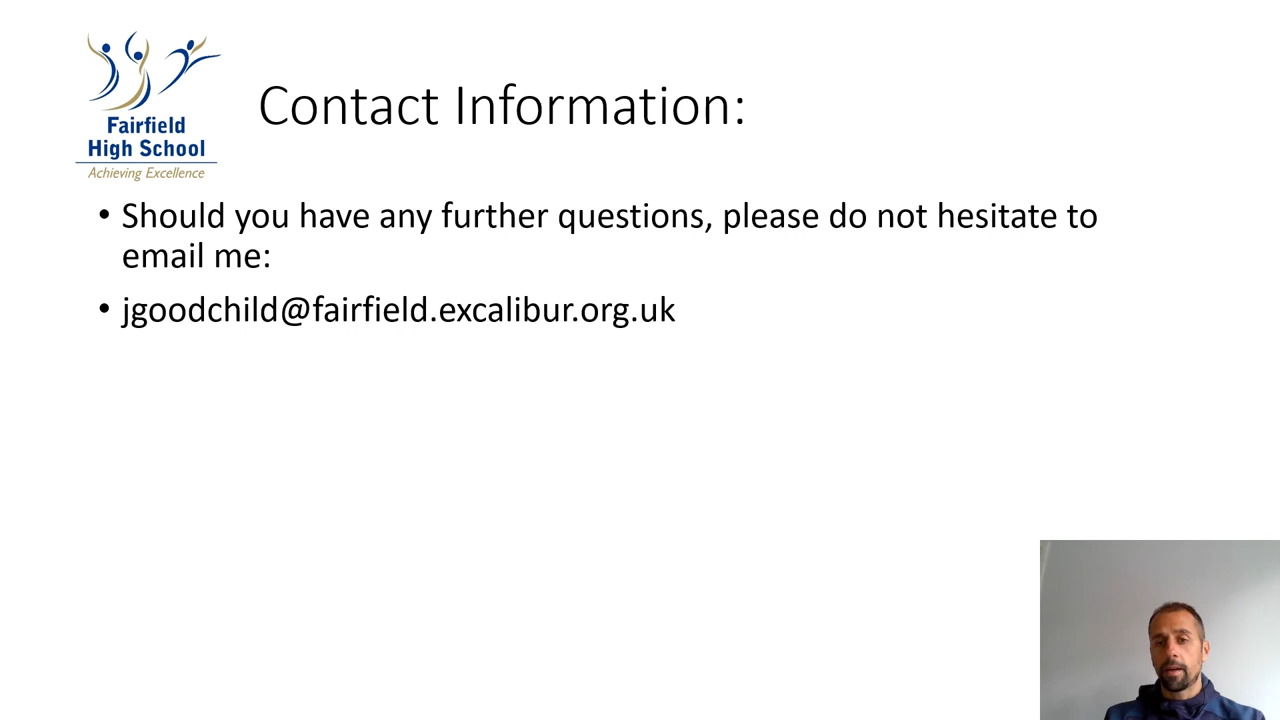 Fairfield
High School
Achieving Excellence
Contact Information:
• Should you have any further questions, please do not hesitate to
email me:
• jgoodchild@fairfield.excalibur.org.uk